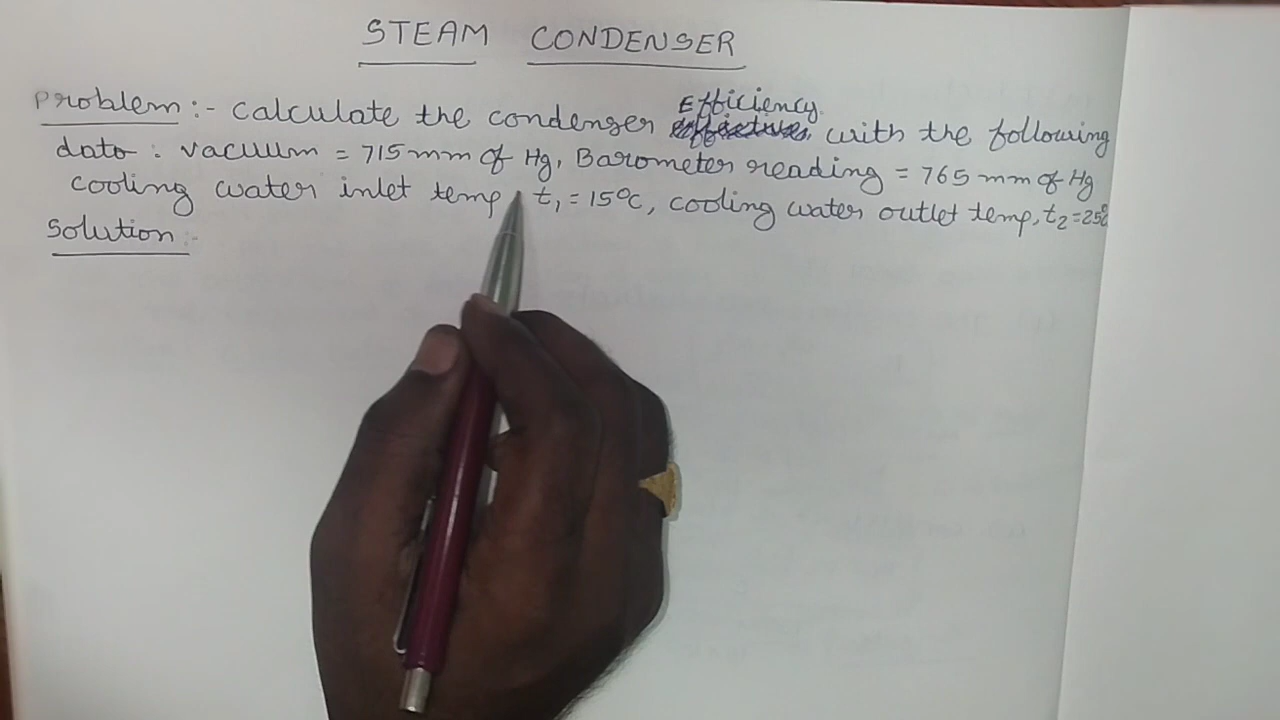 STEAM CONDENSER
Problem :- Calculate the condenser Efficiency with the following
data : vacuum = 715 mm of Hg, Barometer reading = 765 mm of Hg
cooling water inlet temp t₁ = 15°C, cooling water outlet temp, t₂ = 25°C
Solution :-